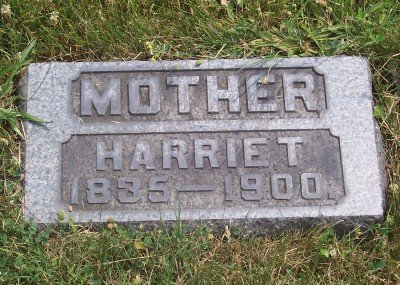 MOTHER
HARRIET
1835 — 1900.